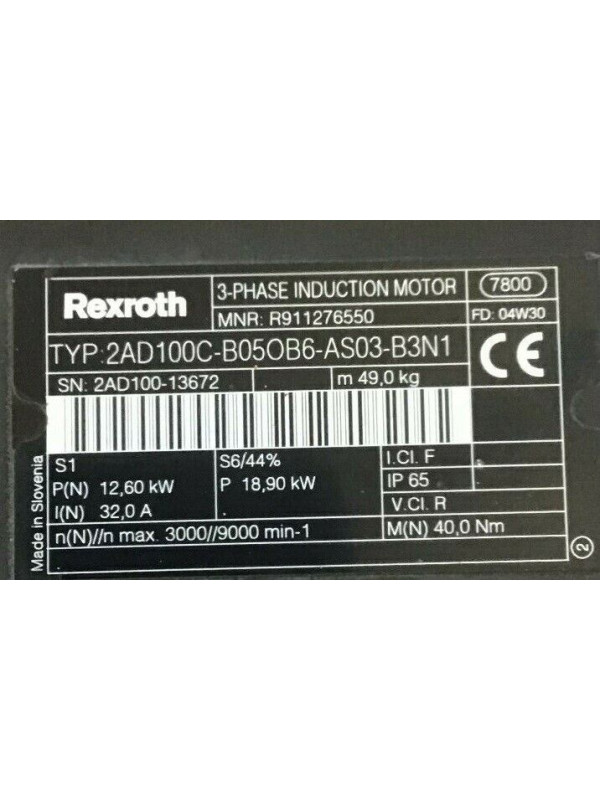 Rexroth
3-PHASE INDUCTION MOTOR
7800
MNR: R911276550
FD: 04W30
TYP:2AD100C-B05OB6-AS03-B3N1
CE
SN: 2AD100-13672
m 49,0 kg
S1
S6/44%
I.Cl. F
P(N) 12,60 kW
P 18,90 kW
IP 65
I(N) 32,0 A
V.Cl. R
n(N)//n max. 3000//9000 min-1
M(N) 40,0 Nm
Made in Slovenia
2